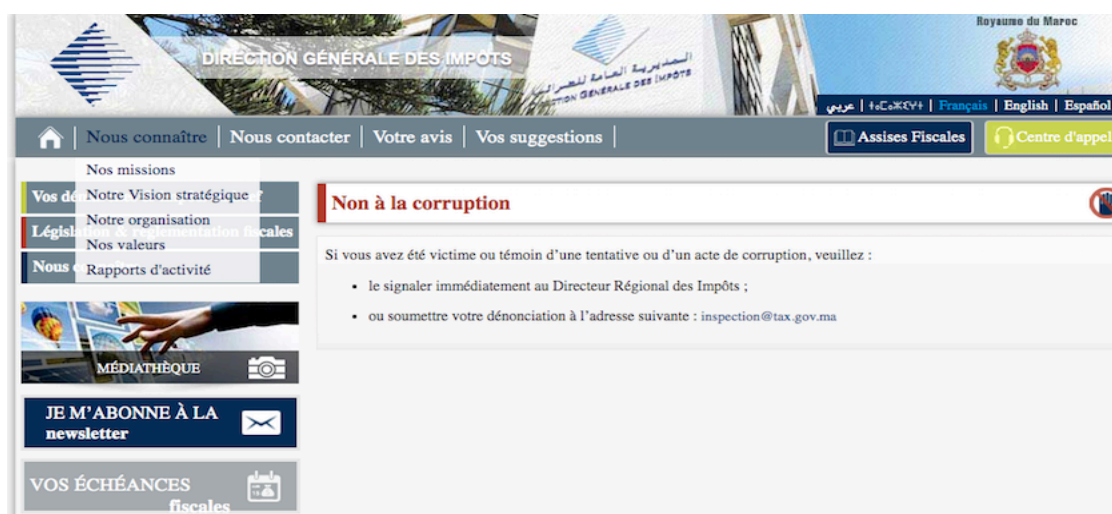 Royaume du Maroc
DIRECTION GÉNÉRALE DES IMPOTS
المديرية العامة للضرائب
DIRECTION GÉNÉRALE DES IMPÔTS
عربي | ⵜⴰⵎⴰⵣⵉⵖⵜ | Français | English | Español
Nous connaître | Nous contacter | Votre avis | Vos suggestions |
Assises Fiscales
Centre d'appel
Nos missions
Notre Vision stratégique
Notre organisation
Nos valeurs
Rapports d'activité
Vos
Législation & réglementation fiscales
Nous
Non à la corruption
Si vous avez été victime ou témoin d’une tentative ou d’un acte de corruption, veuillez :
• le signaler immédiatement au Directeur Régional des Impôts ;
• ou soumettre votre dénonciation à l’adresse suivante : inspection@tax.gov.ma
MÉDIATHÈQUE
JE M’ABONNE À LA
newsletter
VOS ÉCHÉANCES
fiscales